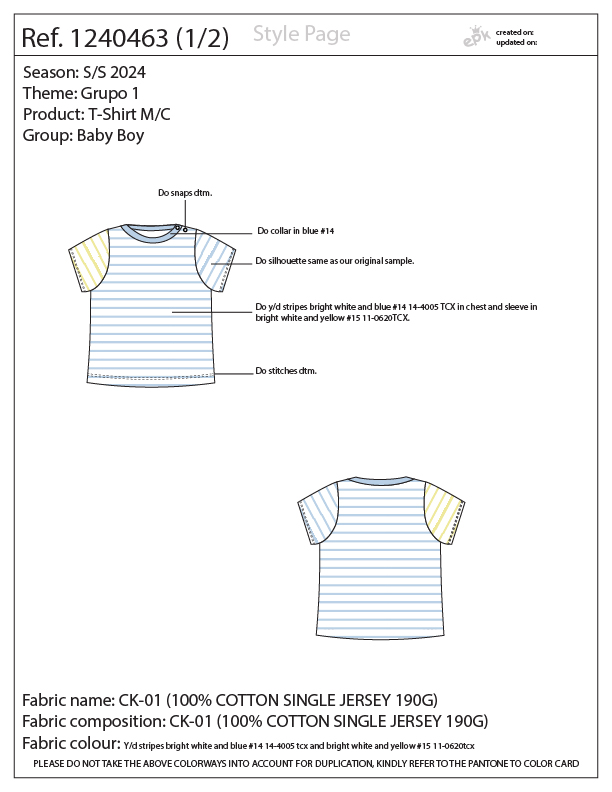 Ref. 1240463 (1/2)
Style Page
epk
created on:
updated on:
Season: S/S 2024
Theme: Grupo 1
Product: T-Shirt M/C
Group: Baby Boy
Do snaps dtm.
Do collar in blue #14
Do silhouette same as our original sample.
Do y/d stripes bright white and blue #14 14-4005 TCX in chest and sleeve in
bright white and yellow #15 11-0620TCX.
Do stitches dtm.
Fabric name: CK-01 (100% COTTON SINGLE JERSEY 190G)
Fabric composition: CK-01 (100% COTTON SINGLE JERSEY 190G)
Fabric colour: Y/d stripes bright white and blue #14 14-4005 tcx and bright white and yellow #15 11-0620tcx
PLEASE DO NOT TAKE THE ABOVE COLORWAYS INTO ACCOUNT FOR DUPLICATION, KINDLY REFER TO THE PANTONE TO COLOR CARD